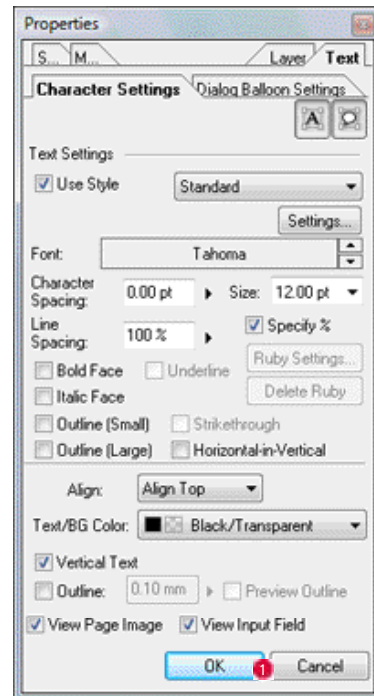 Properties
S... M... Layer Text
Character Settings Dialog Balloon Settings
A
Text Settings
Use Style Standard
Settings...
Font: Tahoma
Character Spacing: 0.00 pt Size: 12.00 pt
Line Spacing: 100 % Specify %
Ruby Settings...
Bold Face Underline
Delete Ruby
Italic Face
Outline (Small) Strikethrough
Outline (Large) Horizontal-in-Vertical
Align: Align Top
Text/BG Color: Black/Transparent
Vertical Text
Outline: 0.10 mm Preview Outline
View Page Image View Input Field
OK 1 Cancel